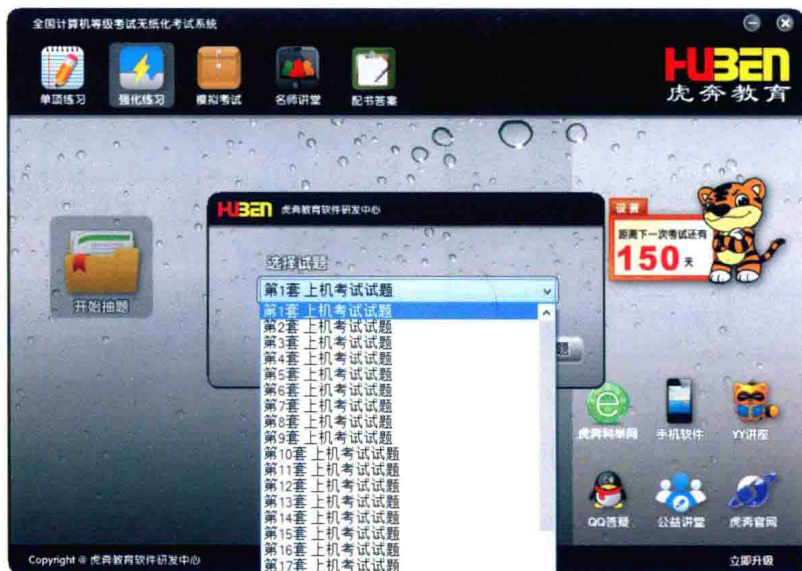 全国计算机等级考试无纸化考试系统
单项练习
强化练习
模拟考试
名师讲堂
配书答案
HUBEN
虎奔教育
HUBEN 虎奔教育软件研发中心
设置
距离下一次考试还有
150 天
选择试题
第1套 上机考试试题
第1套 上机考试试题
第2套 上机考试试题
第3套 上机考试试题
第4套 上机考试试题
第5套 上机考试试题
第6套 上机考试试题
第7套 上机考试试题
第8套 上机考试试题
第9套 上机考试试题
第10套 上机考试试题
第11套 上机考试试题
第12套 上机考试试题
第13套 上机考试试题
第14套 上机考试试题
第15套 上机考试试题
第16套 上机考试试题
第17套 上机考试试题
题
开始抽题
虎奔科单网
手机软件
YY讲座
QQ答疑
公益讲堂
虎奔官网
Copyright @ 虎奔教育软件研发中心
立即升级